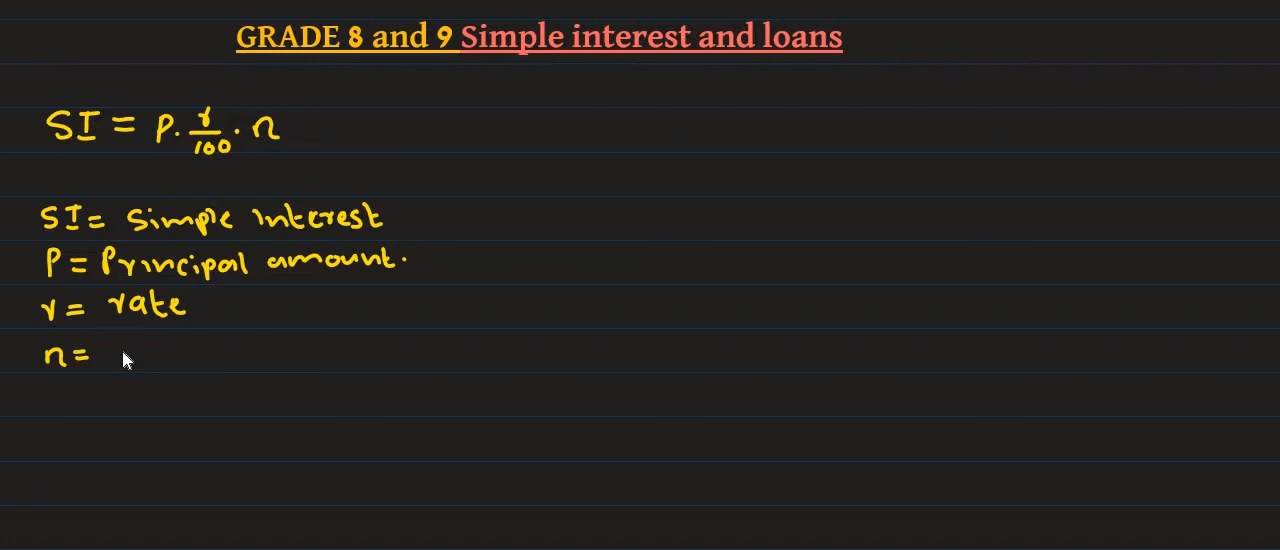 GRADE 8 and 9 Simple interest and loans
SI = P. r/100 . n
SI = Simple interest
P = Principal amount.
r = rate
n =